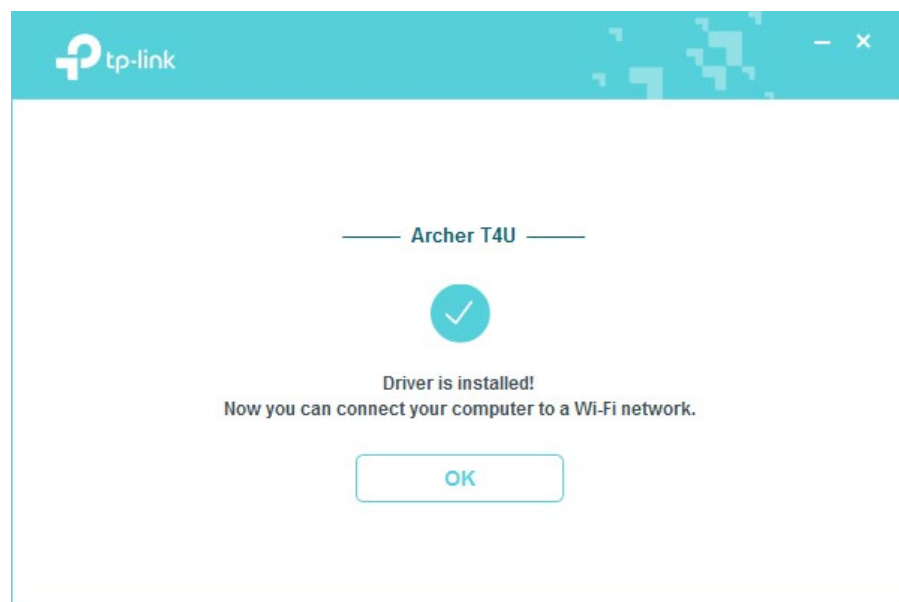 tp-link
Archer T4U
Driver is installed!
Now you can connect your computer to a Wi-Fi network.
OK